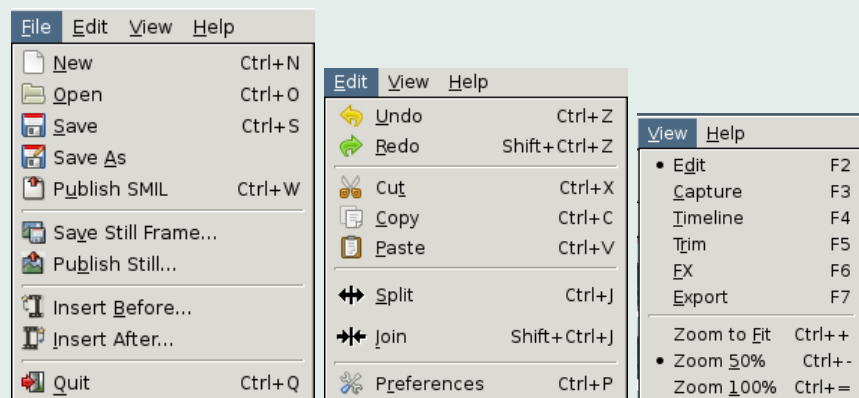 File Edit View Help
New Ctrl+N
Open Ctrl+O
Save Ctrl+S
Save As
Publish SMIL Ctrl+W
Save Still Frame...
Publish Still...
Insert Before...
Insert After...
Quit Ctrl+Q
Edit View Help
Undo Ctrl+Z
Redo Shift+Ctrl+Z
Cut Ctrl+X
Copy Ctrl+C
Paste Ctrl+V
Split Ctrl+J
Join Shift+Ctrl+J
Preferences Ctrl+P
View Help
Edit F2
Capture F3
Timeline F4
Trim F5
FX F6
Export F7
Zoom to Fit Ctrl++
Zoom 50% Ctrl+-
Zoom 100% Ctrl+=